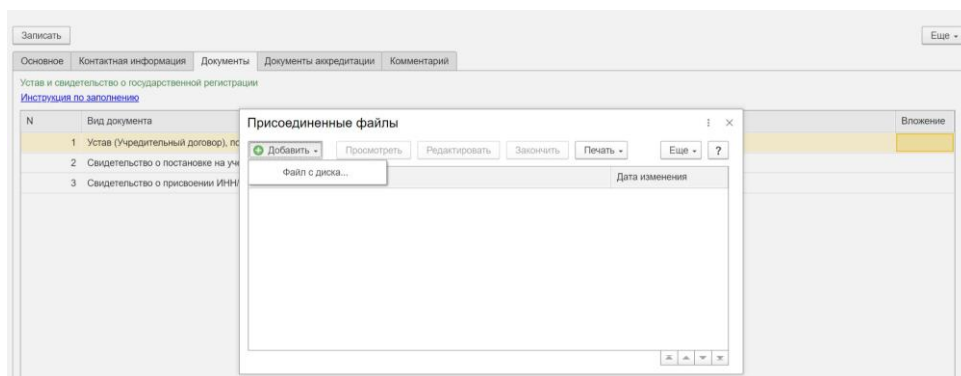 Записать
Еще
Основное Контактная информация Документы Документы аккредитации Комментарий
Устав и свидетельство о государственной регистрации
Инструкция по заполнению
N Вид документа Вложение
1 Устав (Учредительный договор), по
2 Свидетельство о постановке на уче
3 Свидетельство о присвоении ИНН/
Присоединенные файлы
Добавить Просмотреть Редактировать Закончить Печать Еще ?
Файл с диска...
Дата изменения